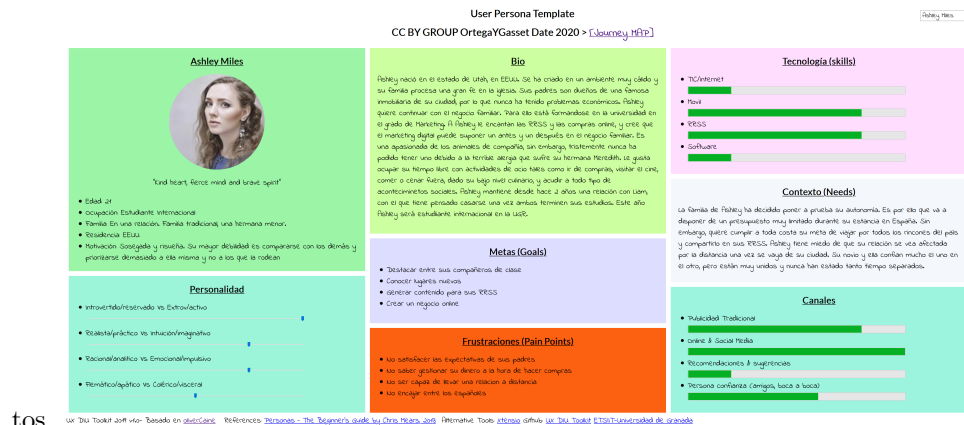 User Persona Template
Ashley Miles
CC BY GROUP OrtegaYGasset Date 2020 > [Journey MAP]
Ashley Miles
"Kind heart, fierce mind and brave spirit"
Edad 21
Ocupación Estudiante Internacional
Familia En una relación. Familia tradicional, una hermana menor.
Residencia EEUU
Motivación Sosegada y risueña. Su mayor debilidad es compararse con los demás y
priorizarse demasiado a ella misma y no a los que la rodean
Personalidad
Introvertido/reservado Vs Extrov/activo
Realista/práctico Vs Intuición/imaginativo
Racional/analítico Vs Emocional/impulsivo
Flemático/apático Vs Colérico/visceral
Bio
Ashley nació en el estado de Utah, en EEUU. Se ha criado en un ambiente muy cálido y
su familia procesa una gran fe en la iglesia. Sus padres son dueños de una famosa
inmobiliaria de su ciudad, por lo que nunca ha tenido problemas económicos. Ashley
quiere continuar con el negocio familiar. Para ello está formandose en la universidad en
el grado de Marketing. A Ashley le encantan las RRSS y las compras online, y cree que
el marketing digital puede suponer un antes y un después en el negocio familiar. Es
una apasionada de los animales de compañía, sin embargo, tristemente nunca ha
podido tener uno debido a la terrible alergia que sufre su hermana Meredith. Le gusta
ocupar su tiempo libre con actividades de ocio tales como ir de compras, visitar el cine,
comer o cenar fuera, dado su bajo nivel culinario, y acudir a todo tipo de
acontecimientos sociales. Ashley mantiene desde hace 2 años una relación con Liam,
con el que tiene pensado casarse una vez ambos terminen sus estudios. Este año
Ashley será estudiante internacional en la UGR.
Metas (Goals)
Destacar entre sus compañeros de clase
Conocer lugares nuevos
Generar contenido para sus RRSS
Crear un negocio online
Frustraciones (Pain Points)
No satisfacer las expectativas de sus padres
No saber gestionar su dinero a la hora de hacer compras
No ser capaz de llevar una relacion a distancia
No encajar entre los españoles
Tecnología (skills)
TIC/Internet
Movil
RRSS
Software
Contexto (Needs)
La familia de Ashley ha decidido poner a prueba su autonomía. Es por ello que va a
disponer de un presupuesto muy limitado durante su estancia en España. Sin
embargo, quiere cumplir a toda costa su meta de viajar por todos los rincones del país
y compartirlo en sus RRSS. Ashley tiene miedo de que su relación se vea afectada
por la distancia una vez se vaya de su ciudad. Su novio y ella confían mucho el uno en
el otro, pero están muy unidos y nunca han estado tanto tiempo separados.
Canales
Publicidad Tradicional
Online & Social Media
Recomendaciones & sugerencias
Persona confianza (amigos, boca a boca)
tos
UX DIU Toolkit 2019 v40- Basado en oliverCaine References: Personas - The Beginner's Guide by Chris Mears, 2013 Alternative Tools Xtensio Github: UX DIU Toolkit ETSIIT-Universidad de Granada